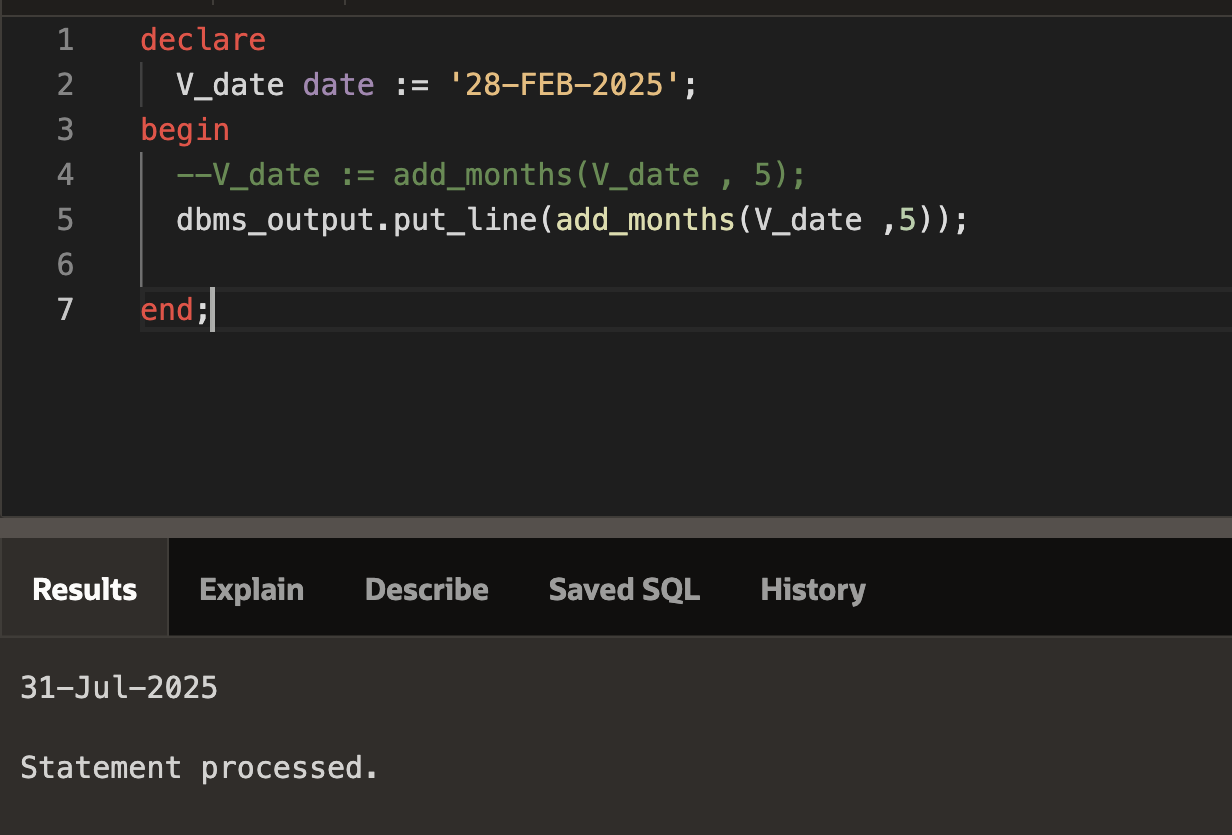 1 declare
2 V_date date := '28-FEB-2025';
3 begin
4 --V_date := add_months(V_date , 5);
5 dbms_output.put_line(add_months(V_date ,5));
6
7 end;
Results Explain Describe Saved SQL History
31-Jul-2025
Statement processed.